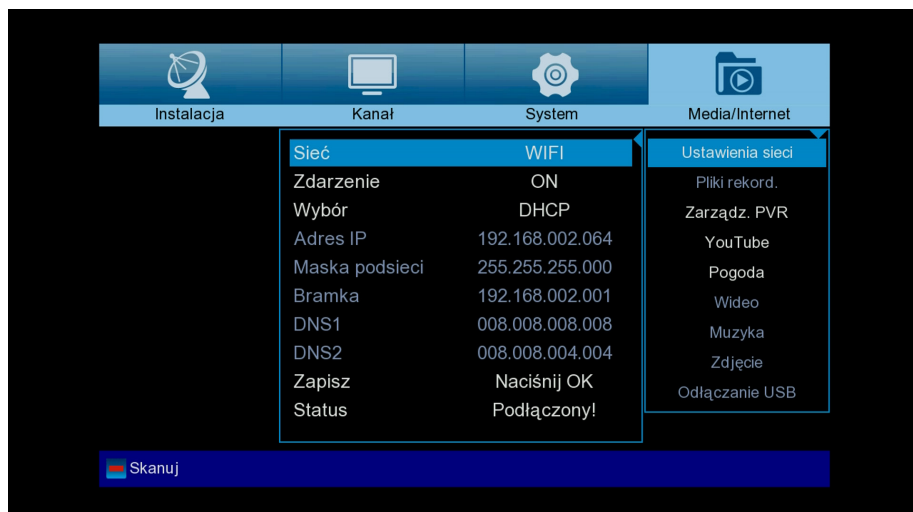 Instalacja Kanał System Media/Internet
Sieć WIFI
Zdarzenie ON
Wybór DHCP
Adres IP 192.168.002.064
Maska podsieci 255.255.255.000
Bramka 192.168.002.001
DNS1 008.008.008.008
DNS2 008.008.004.004
Zapisz Naciśnij OK
Status Podłączony!
Ustawienia sieci
Pliki rekord.
Zarządz. PVR
YouTube
Pogoda
Wideo
Muzyka
Zdjęcie
Odłączanie USB
Skanuj